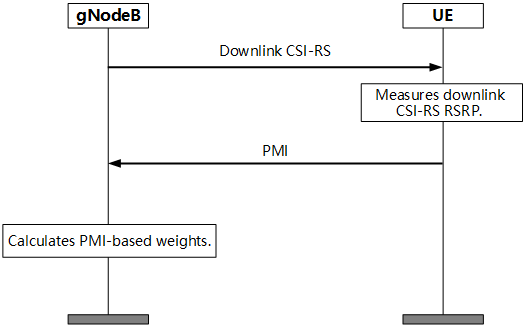 gNodeB
UE
Downlink CSI-RS
Measures downlink
CSI-RS RSRP.
PMI
Calculates PMI-based weights.